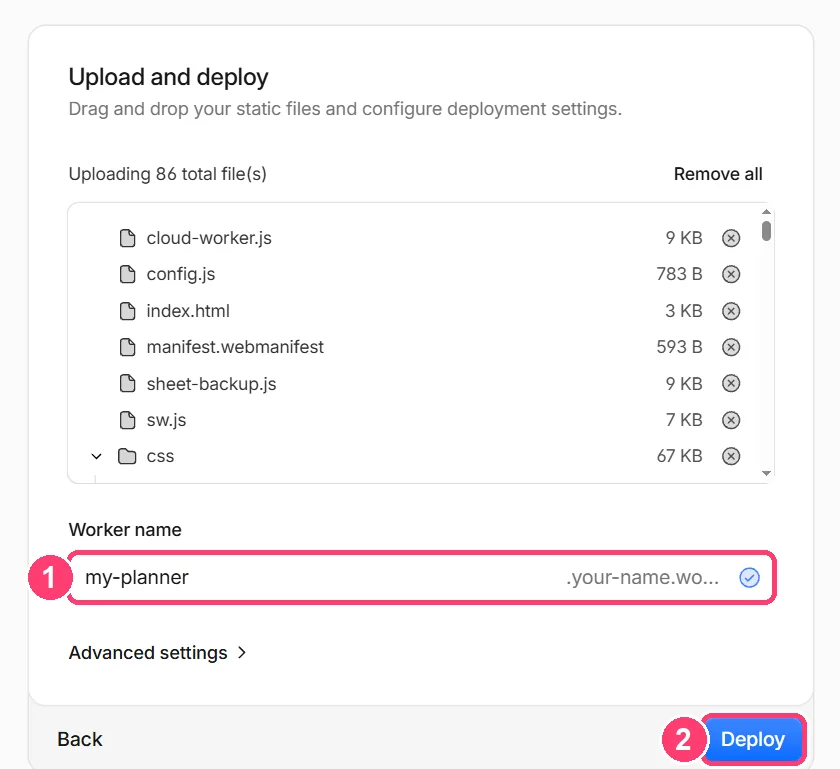 Upload and deploy
Drag and drop your static files and configure deployment settings.
Uploading 86 total file(s) Remove all
cloud-worker.js 9 KB
config.js 783 B
index.html 3 KB
manifest.webmanifest 593 B
sheet-backup.js 9 KB
sw.js 7 KB
css 67 KB
Worker name
1 my-planner .your-name.wo...
Advanced settings
Back 2 Deploy